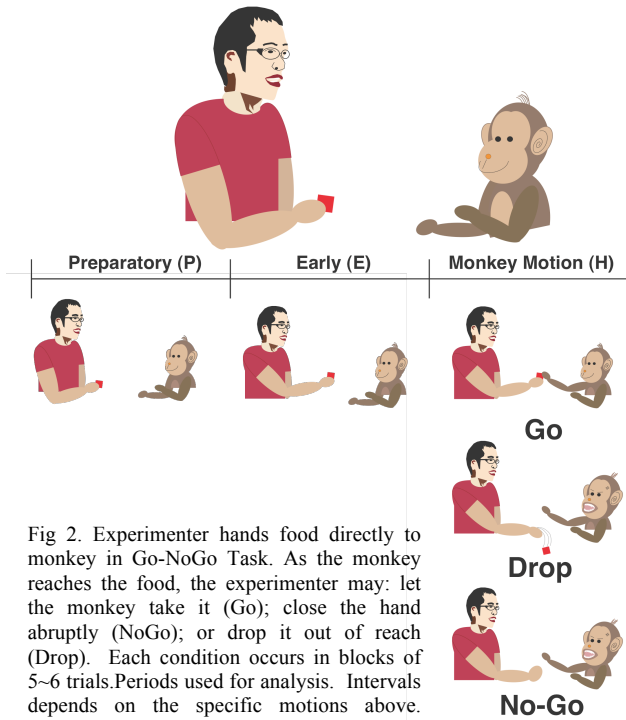 Preparatory (P) Early (E) Monkey Motion (H)
Go
Drop
No-Go
Fig 2. Experimenter hands food directly to
monkey in Go-NoGo Task. As the monkey
reaches the food, the experimenter may: let
the monkey take it (Go); close the hand
abruptly (NoGo); or drop it out of reach
(Drop). Each condition occurs in blocks of
5~6 trials.Periods used for analysis. Intervals
depends on the specific motions above.